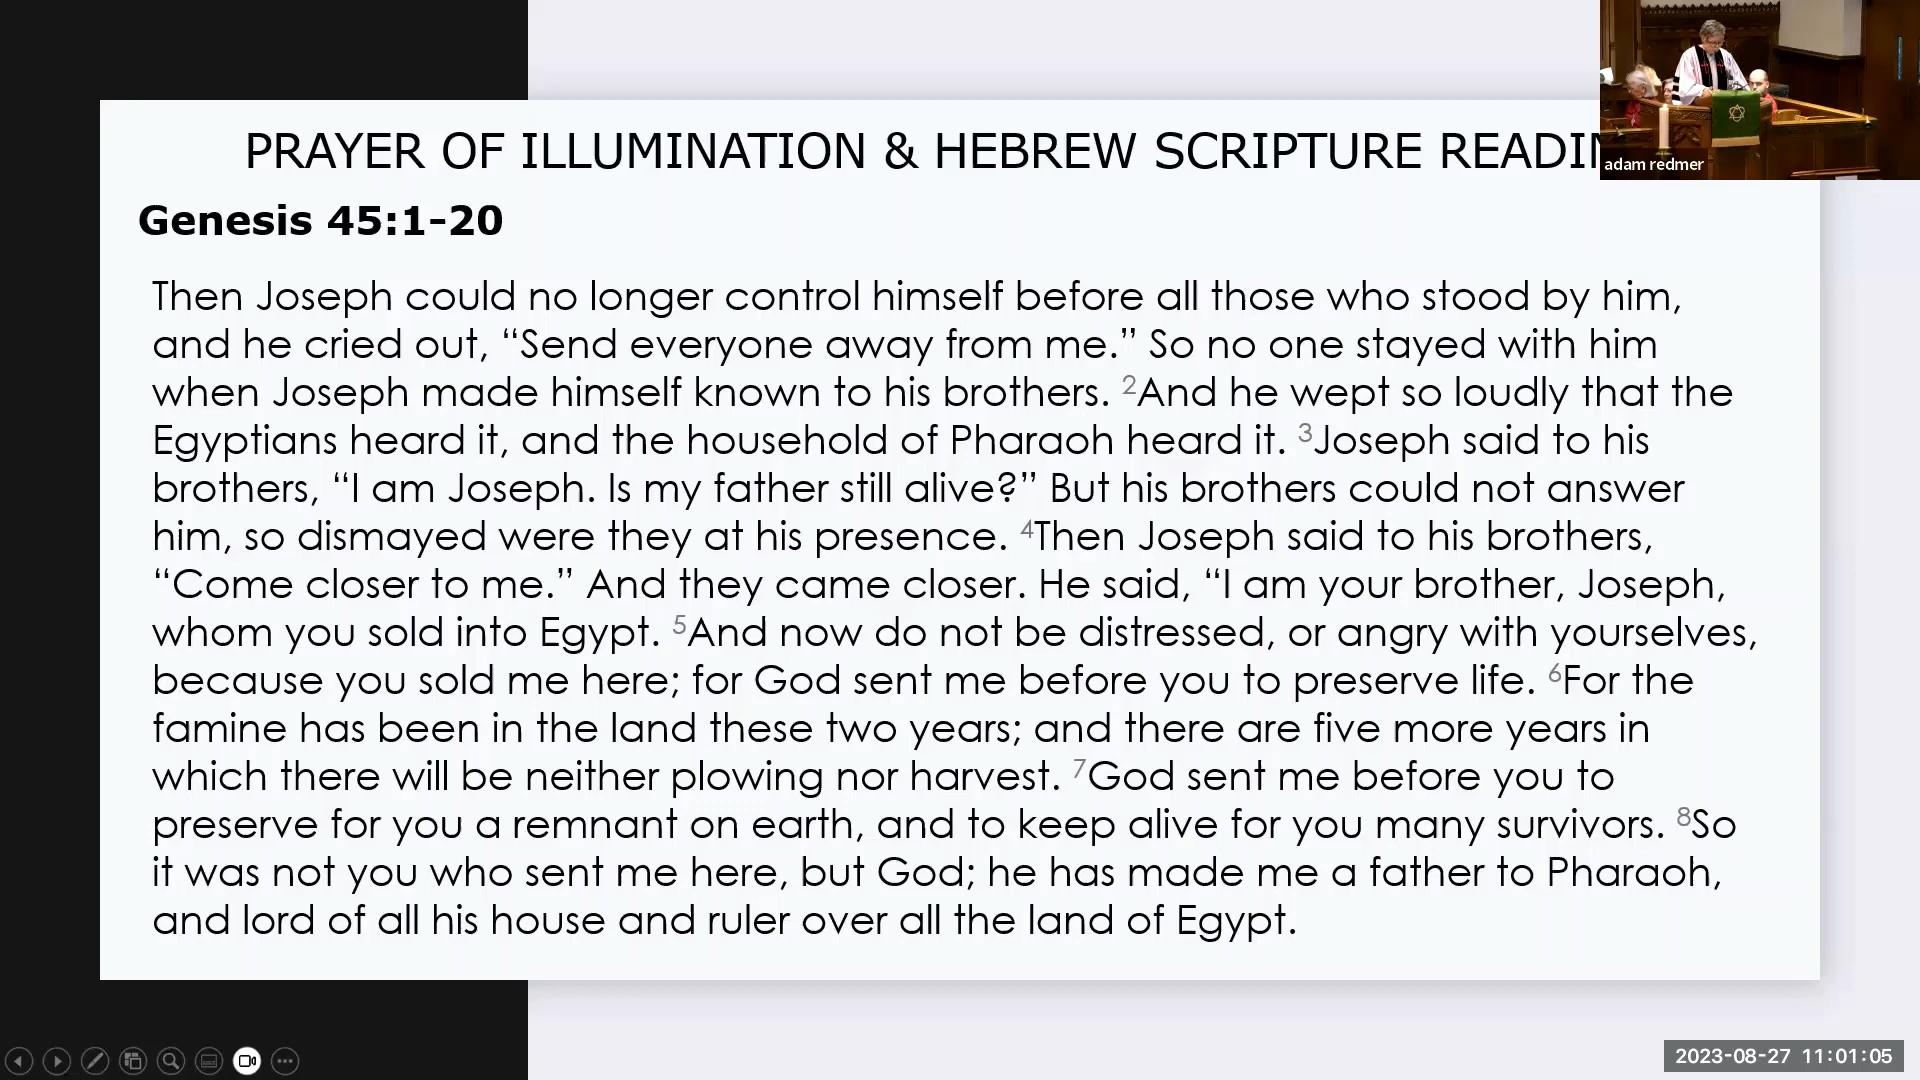 PRAYER OF ILLUMINATION & HEBREW SCRIPTURE READIN
adam redmer
Genesis 45:1-20
Then Joseph could no longer control himself before all those who stood by him,
and he cried out, “Send everyone away from me.” So no one stayed with him
when Joseph made himself known to his brothers. 2And he wept so loudly that the
Egyptians heard it, and the household of Pharaoh heard it. 3Joseph said to his
brothers, “I am Joseph. Is my father still alive?” But his brothers could not answer
him, so dismayed were they at his presence. 4Then Joseph said to his brothers,
“Come closer to me.” And they came closer. He said, “I am your brother, Joseph,
whom you sold into Egypt. 5And now do not be distressed, or angry with yourselves,
because you sold me here; for God sent me before you to preserve life. 6For the
famine has been in the land these two years; and there are five more years in
which there will be neither plowing nor harvest. 7God sent me before you to
preserve for you a remnant on earth, and to keep alive for you many survivors. 8So
it was not you who sent me here, but God; he has made me a father to Pharaoh,
and lord of all his house and ruler over all the land of Egypt.
2023-08-27 11:01:05